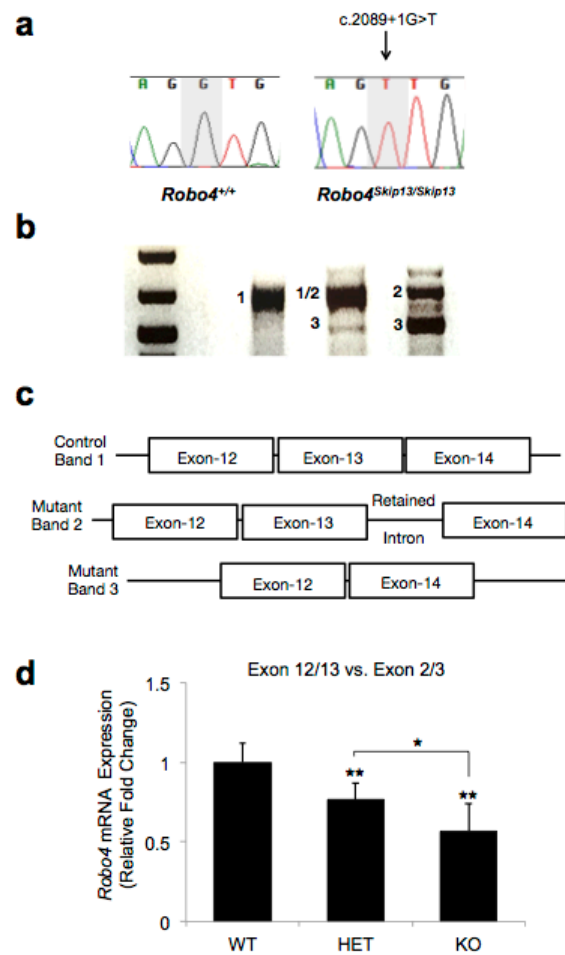 a
c.2089+1G>T
A G G T G
A G T T G
Robo4+/+
Robo4Skip13/Skip13
b
1
1/2
3
2
3
c
Control
Band 1
Exon-12
Exon-13
Exon-14
Mutant
Band 2
Exon-12
Exon-13
Retained
Intron
Exon-14
Mutant
Band 3
Exon-12
Exon-14
d
Exon 12/13 vs. Exon 2/3
Robo4 mRNA Expression
(Relative Fold Change)
1.5
1
0.5
0
★★
★
★★
WT
HET
KO